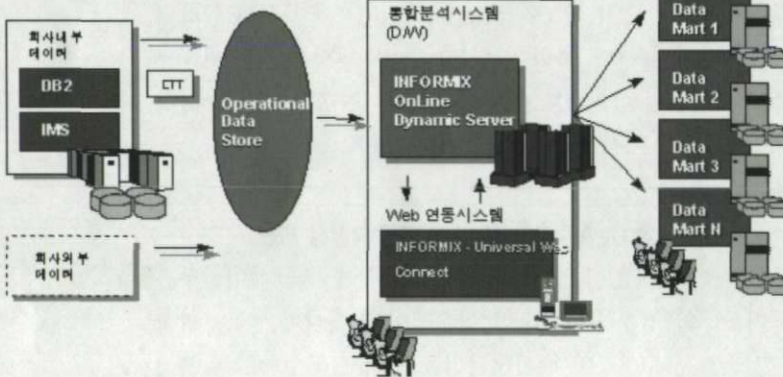 회사내 부
데이터
DB2
IMS
ETT
회사외 부
데이터
Operational
Data
Store
통합분석시스템
(D/W)
INFORMIX
OnLine
Dynamic Server
Web 연동시스템
INFORMIX - Universal Web
Connect
Data
Mart 1
Data
Mart 2
Data
Mart 3
Data
Mart N